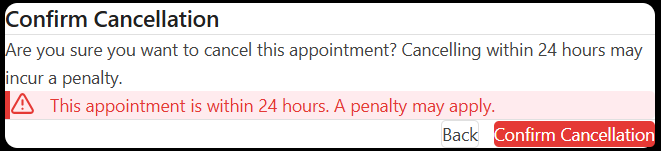 Confirm Cancellation
Are you sure you want to cancel this appointment? Cancelling within 24 hours may
incur a penalty.
This appointment is within 24 hours. A penalty may apply.
Back Confirm Cancellation